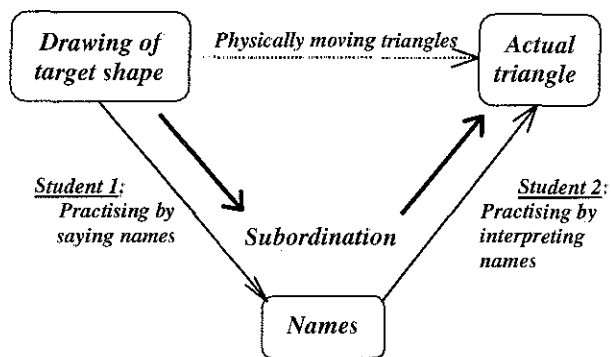 Drawing of
target shape
Physically moving triangles
Actual
triangle
Student 1:
Practising by
saying names
Subordination
Student 2:
Practising by
interpreting
names
Names